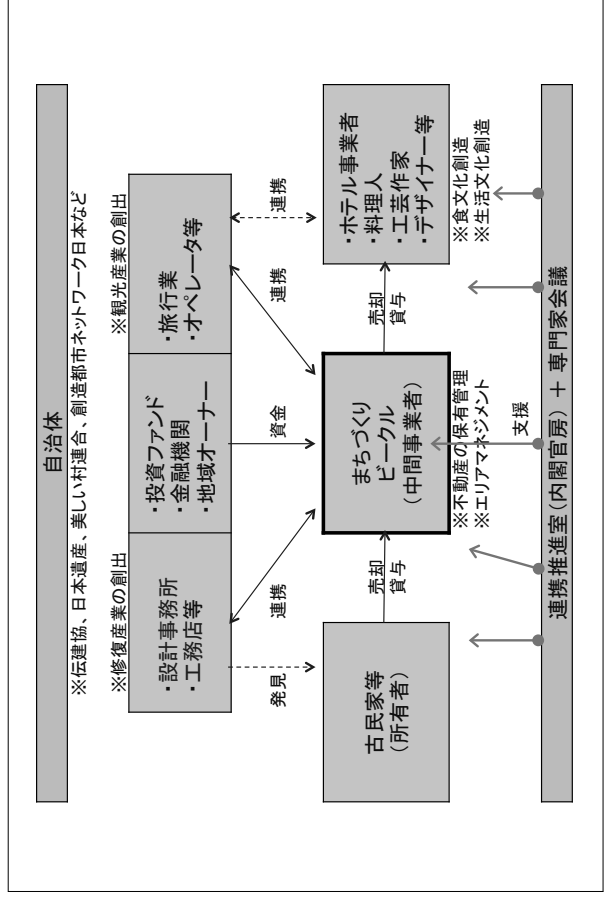 自治体
※伝建協、日本遺産、美しい村連合、創造都市ネットワーク日本など
※修復産業の創出
※観光産業の創出
・設計事務所
・工務店等
・投資ファンド
・金融機関
・地域オーナー
・旅行業
・オペレータ等
発見
連携
資金
連携
連携
古民家等
(所有者)
売却
貸与
まちづくり
ビークル
(中間事業者)
売却
貸与
・ホテル事業者
・料理人
・工芸作家
・デザイナー等
※不動産の保有管理
※エリアマネジメント
※食文化創造
※生活文化創造
支援
連携推進室(内閣官房) + 専門家会議